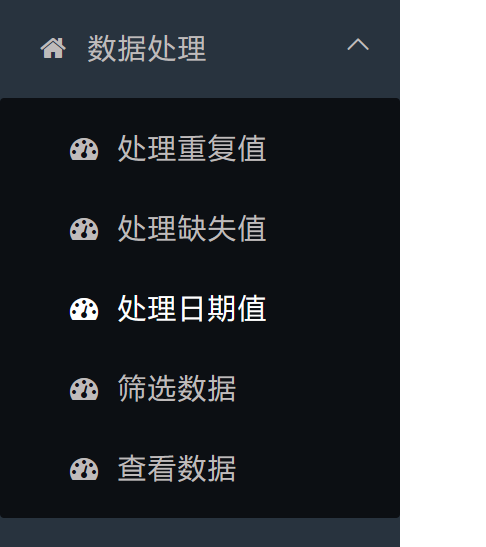 数据处理
处理重复值
处理缺失值
处理日期值
筛选数据
查看数据